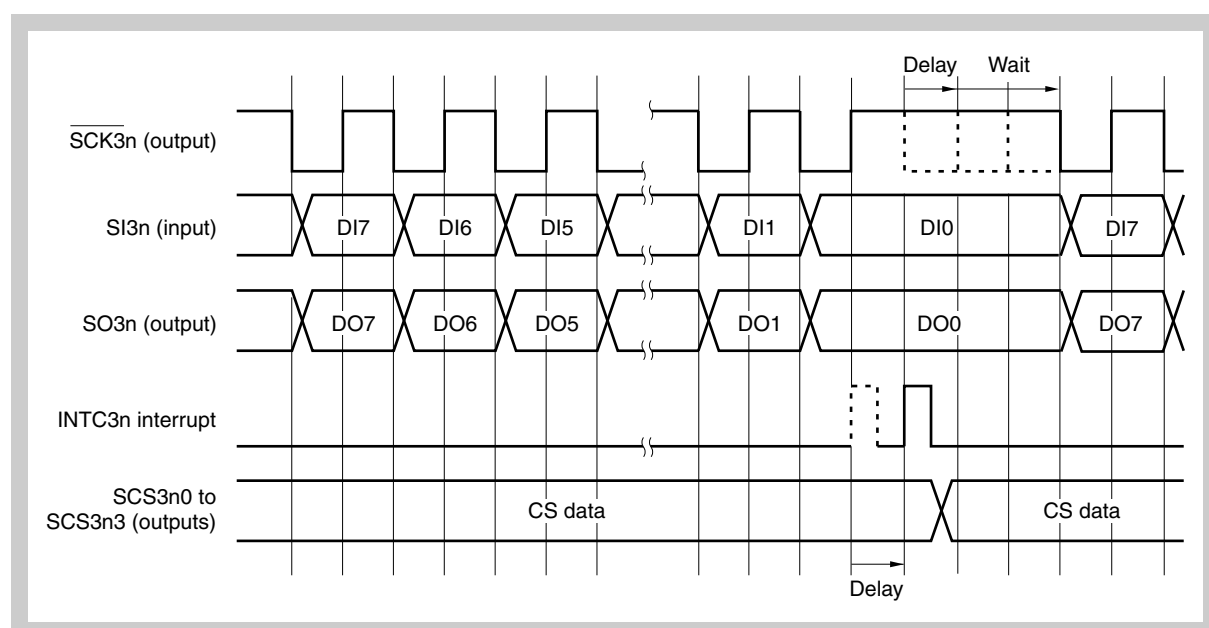 Delay Wait
SCK3n (output)
SI3n (input) DI7 DI6 DI5 DI1 DI0 DI7
SO3n (output) DO7 DO6 DO5 DO1 DO0 DO7
INTC3n interrupt
SCS3n0 to
SCS3n3 (outputs)
CS data CS data
Delay